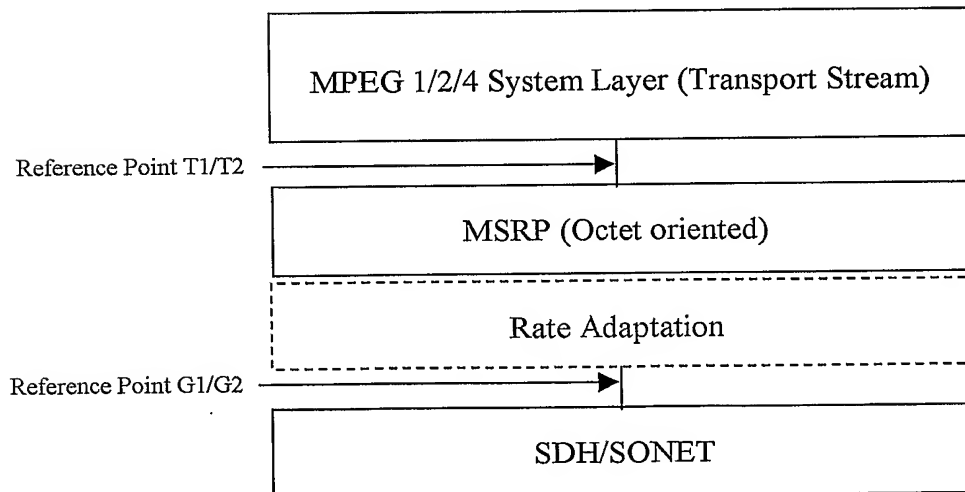 MPEG 1/2/4 System Layer (Transport Stream)
Reference Point T1/T2
MSRP (Octet oriented)
Rate Adaptation
Reference Point G1/G2
SDH/SONET